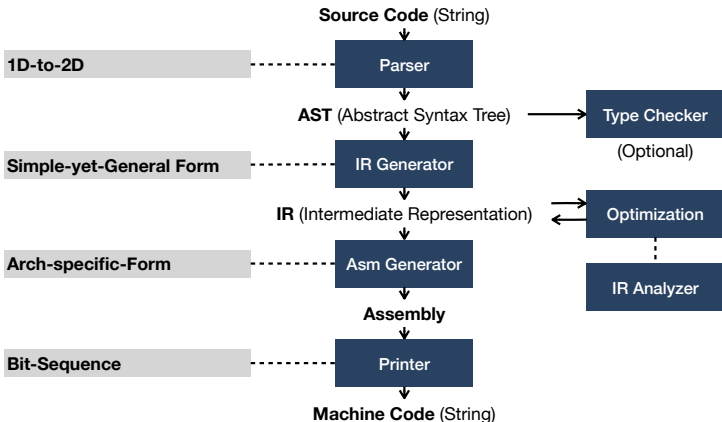 Source Code (String)
1D-to-2D
Parser
AST (Abstract Syntax Tree)
Type Checker
(Optional)
Simple-yet-General Form
IR Generator
IR (Intermediate Representation)
Optimization
Arch-specific-Form
Asm Generator
IR Analyzer
Assembly
Bit-Sequence
Printer
Machine Code (String)